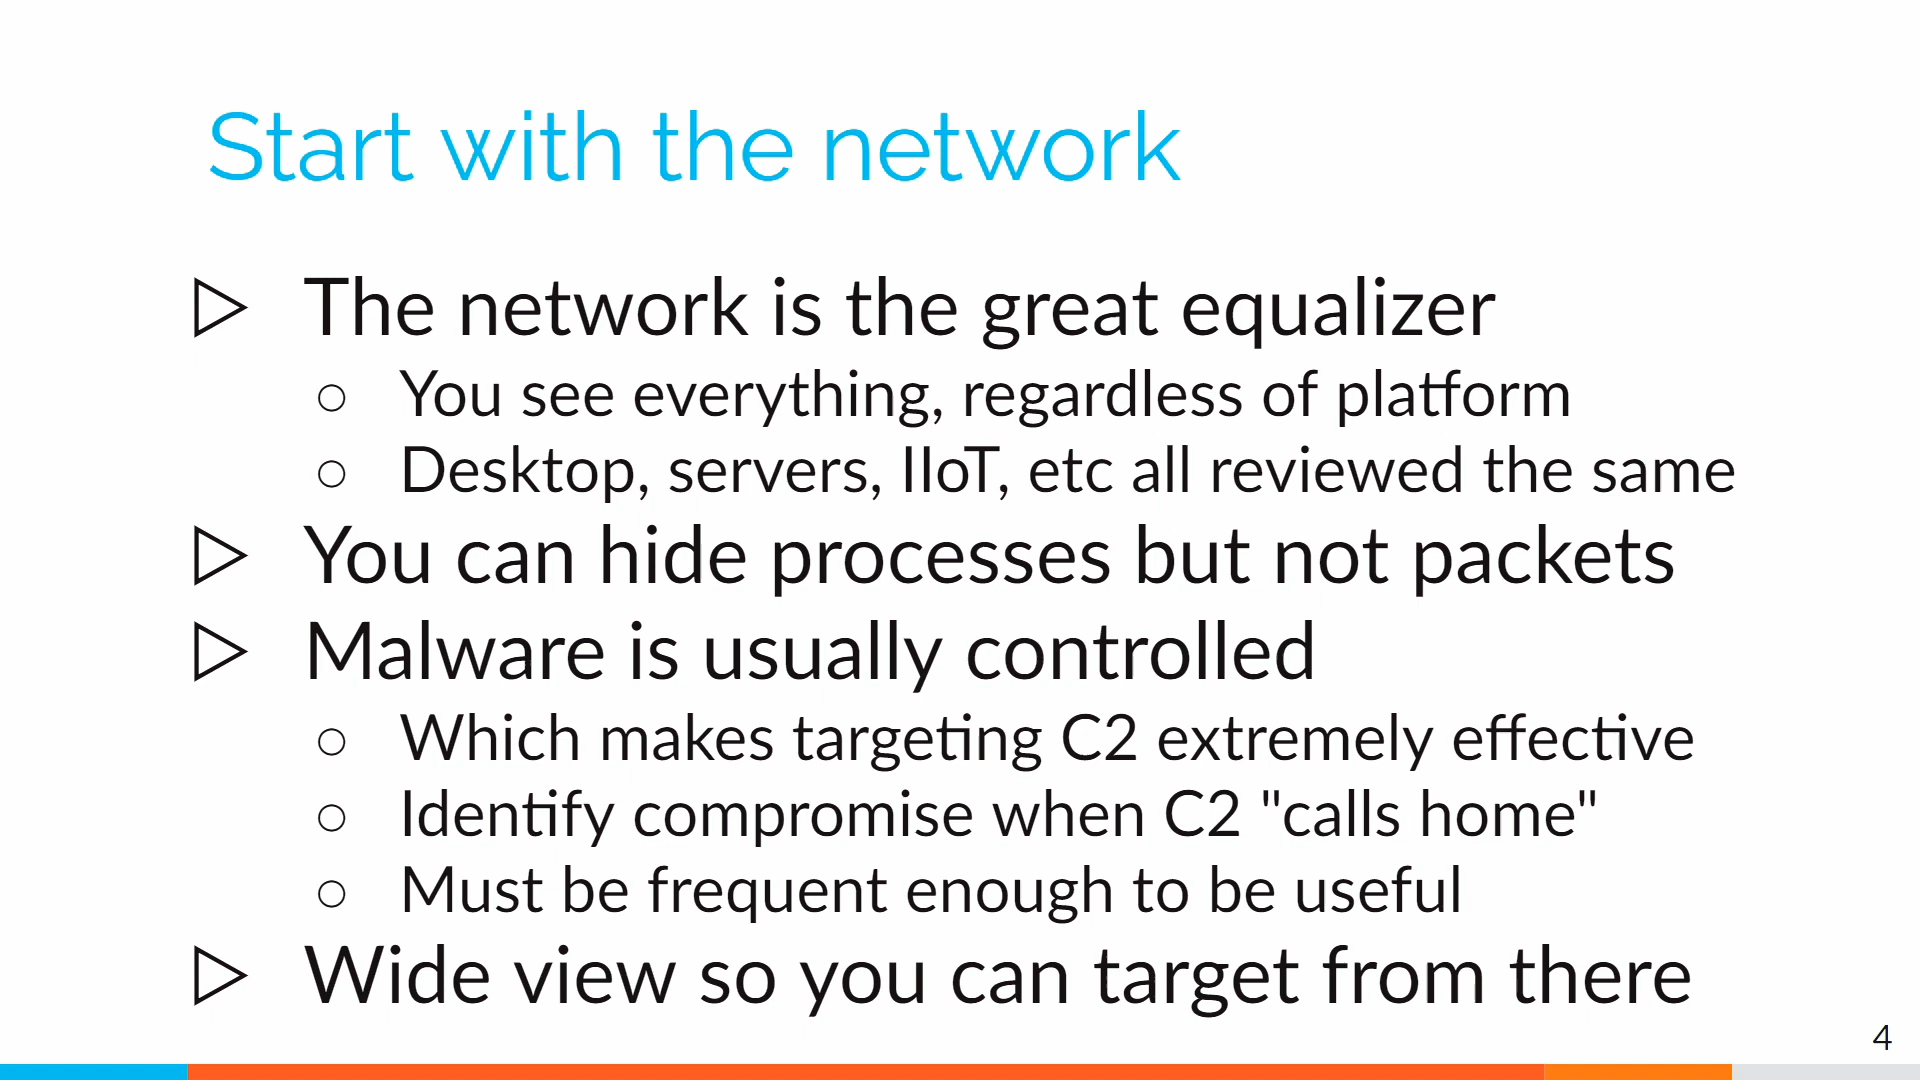 Start with the network
▷ The network is the great equalizer
○ You see everything, regardless of platform
○ Desktop, servers, IIoT, etc all reviewed the same
▷ You can hide processes but not packets
▷ Malware is usually controlled
○ Which makes targeting C2 extremely effective
○ Identify compromise when C2 "calls home"
○ Must be frequent enough to be useful
▷ Wide view so you can target from there
4